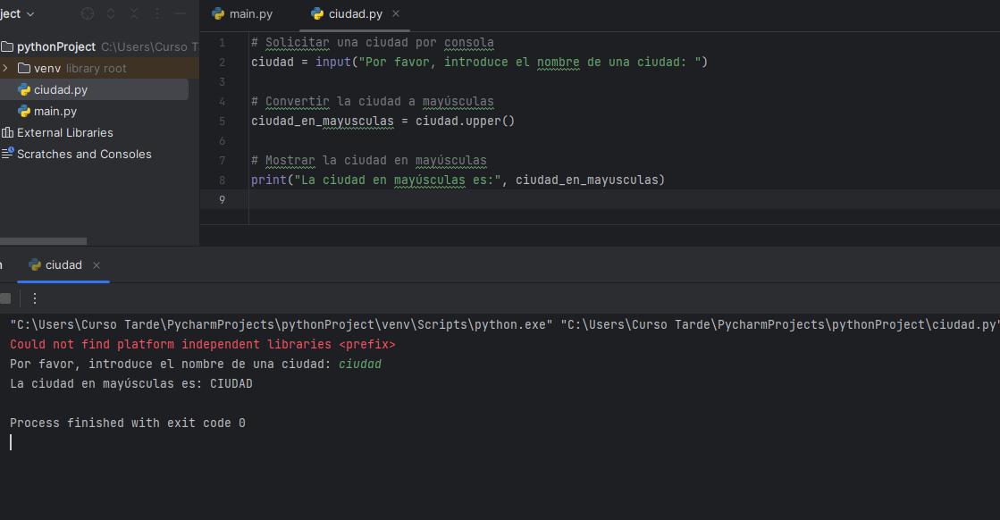 ject
main.py
ciudad.py
pythonProject C:\Users\Curso T
venv library root
ciudad.py
main.py
External Libraries
Scratches and Consoles
1 # Solicitar una ciudad por consola
2 ciudad = input("Por favor, introduce el nombre de una ciudad: ")
3
4 # Convertir la ciudad a mayúsculas
5 ciudad_en_mayusculas = ciudad.upper()
6
7 # Mostrar la ciudad en mayúsculas
8 print("La ciudad en mayúsculas es:", ciudad_en_mayusculas)
9
ciudad
"C:\Users\Curso Tarde\PycharmProjects\pythonProject\venv\Scripts\python.exe" "C:\Users\Curso Tarde\PycharmProjects\pythonProject\ciudad.py"
Could not find platform independent libraries <prefix>
Por favor, introduce el nombre de una ciudad: ciudad
La ciudad en mayúsculas es: CIUDAD
Process finished with exit code 0